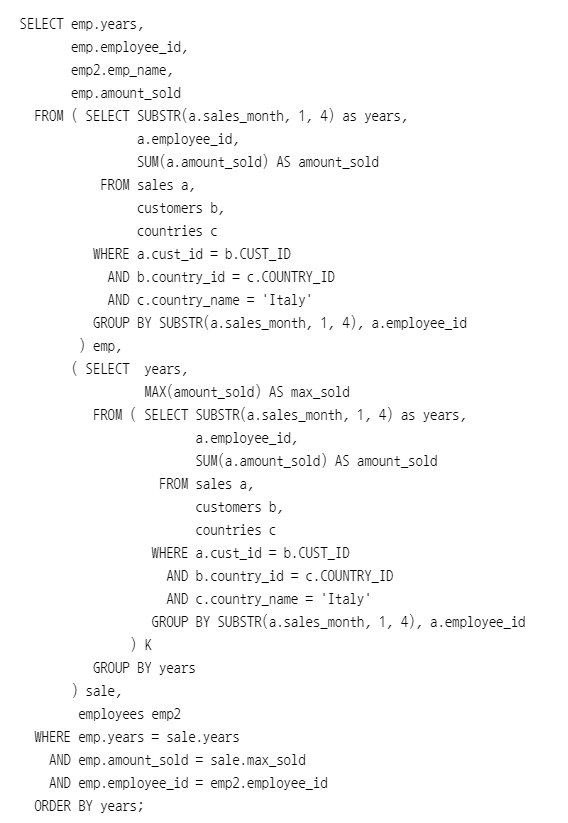 SELECT emp.years,
emp.employee_id,
emp2.emp_name,
emp.amount_sold
FROM ( SELECT SUBSTR(a.sales_month, 1, 4) as years,
a.employee_id,
SUM(a.amount_sold) AS amount_sold
FROM sales a,
customers b,
countries c
WHERE a.cust_id = b.CUST_ID
AND b.country_id = c.COUNTRY_ID
AND c.country_name = 'Italy'
GROUP BY SUBSTR(a.sales_month, 1, 4), a.employee_id
) emp,
( SELECT years,
MAX(amount_sold) AS max_sold
FROM ( SELECT SUBSTR(a.sales_month, 1, 4) as years,
a.employee_id,
SUM(a.amount_sold) AS amount_sold
FROM sales a,
customers b,
countries c
WHERE a.cust_id = b.CUST_ID
AND b.country_id = c.COUNTRY_ID
AND c.country_name = 'Italy'
GROUP BY SUBSTR(a.sales_month, 1, 4), a.employee_id
) K
GROUP BY years
) sale,
employees emp2
WHERE emp.years = sale.years
AND emp.amount_sold = sale.max_sold
AND emp.employee_id = emp2.employee_id
ORDER BY years;